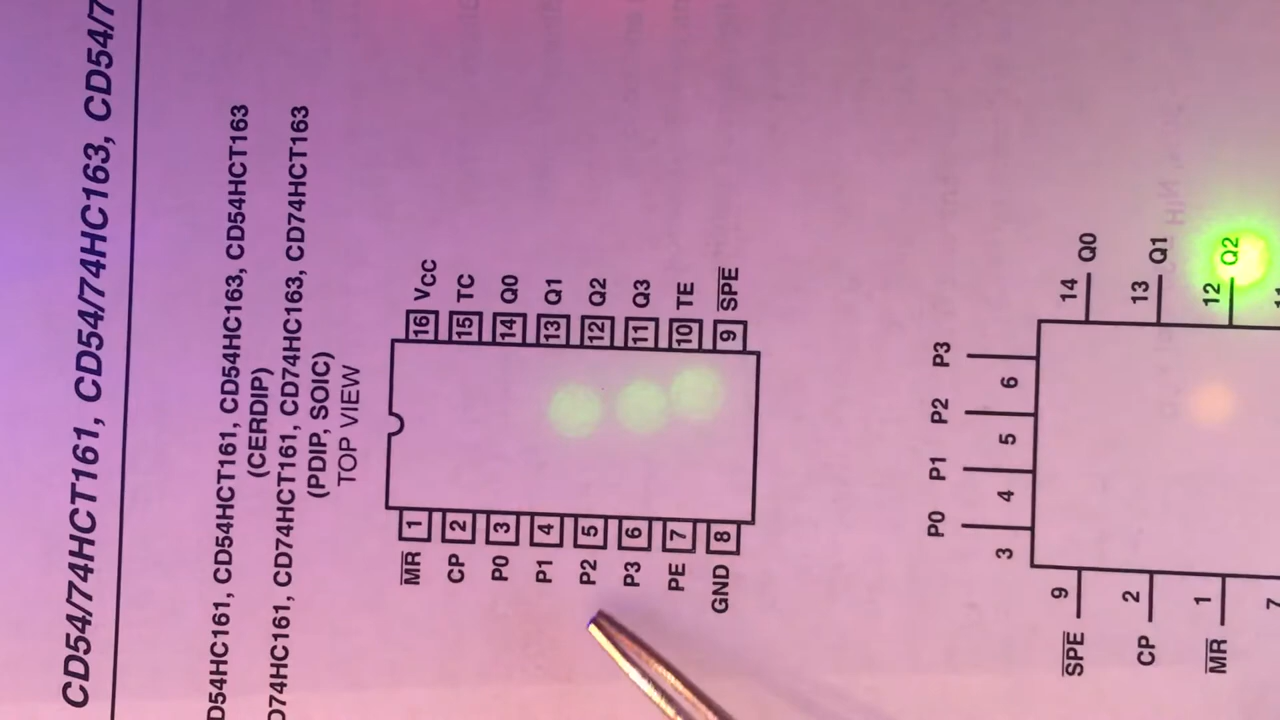 CD54/74HCT161, CD54/74HC163, CD54/7
D54HC161, CD54HCT161, CD54HC163, CD54HCT163
(CERDIP)
D74HC161, CD74HCT161, CD74HC163, CD74HCT163
(PDIP, SOIC)
TOP VIEW
MR 1
CP 2
P0 3
P1 4
P2 5
P3 6
PE 7
GND 8
16 VCC
15 TC
14 Q0
13 Q1
12 Q2
11 Q3
10 TE
9 SPE
P0 P1 P2 P3
3 4 5 6
SPE 9
CP 2
MR 1
7
14 Q0
13 Q1
12 Q2